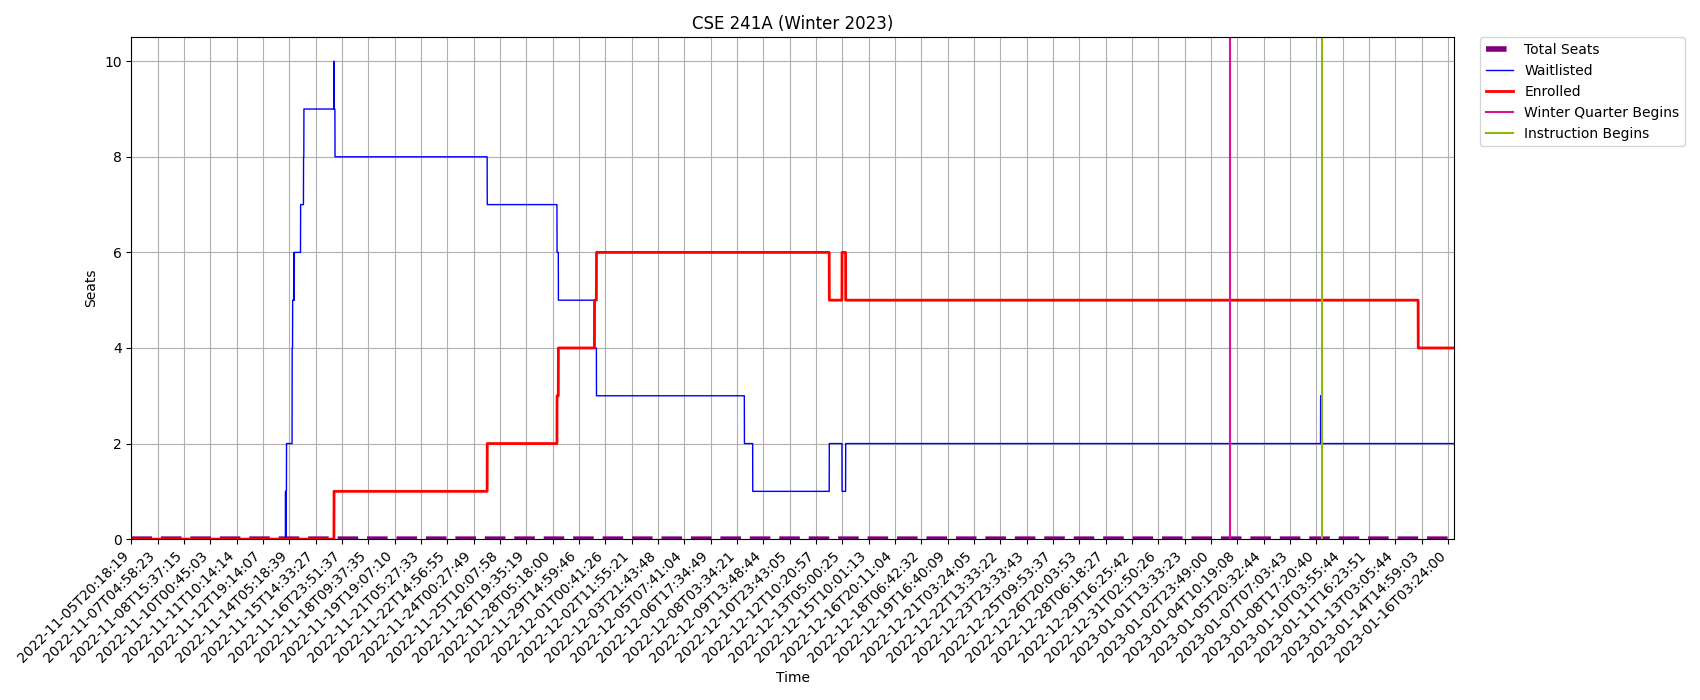 CSE 241A (Winter 2023)
Total Seats
Waitlisted
Enrolled
Winter Quarter Begins
Instruction Begins
Seats
10
8
6
4
2
0
2022-11-05T20:18:19
2022-11-07T04:58:23
2022-11-08T15:37:15
2022-11-10T00:45:03
2022-11-11T10:14:14
2022-11-12T19:14:07
2022-11-14T05:18:39
2022-11-15T14:33:27
2022-11-16T23:51:37
2022-11-18T09:37:35
2022-11-19T19:07:10
2022-11-21T05:27:33
2022-11-22T14:56:55
2022-11-24T00:27:49
2022-11-25T10:07:58
2022-11-26T19:35:19
2022-11-28T05:18:00
2022-11-29T14:59:46
2022-12-01T00:41:26
2022-12-02T11:55:21
2022-12-03T21:43:48
2022-12-05T07:41:04
2022-12-06T17:34:49
2022-12-08T03:34:21
2022-12-09T13:48:44
2022-12-10T23:43:05
2022-12-12T10:20:57
2022-12-13T5:00:25
2022-12-15T10:01:13
2022-12-16T20:11:04
2022-12-18T06:42:32
2022-12-19T16:40:09
2022-12-21T03:24:05
2022-12-22T13:33:22
2022-12-23T23:33:43
2022-12-25T09:53:37
2022-12-26T20:03:53
2022-12-28T06:18:27
2022-12-29T16:25:42
2022-12-31T02:50:26
2023-01-01T13:33:23
2023-01-02T23:49:00
2023-01-04T10:19:08
2023-01-05T20:32:44
2023-01-07T07:03:43
2023-01-08T17:20:40
2023-01-10T03:55:44
2023-01-11T16:23:51
2023-01-13T03:05:44
2023-01-14T14:59:03
2023-01-16T03:24:00
Time